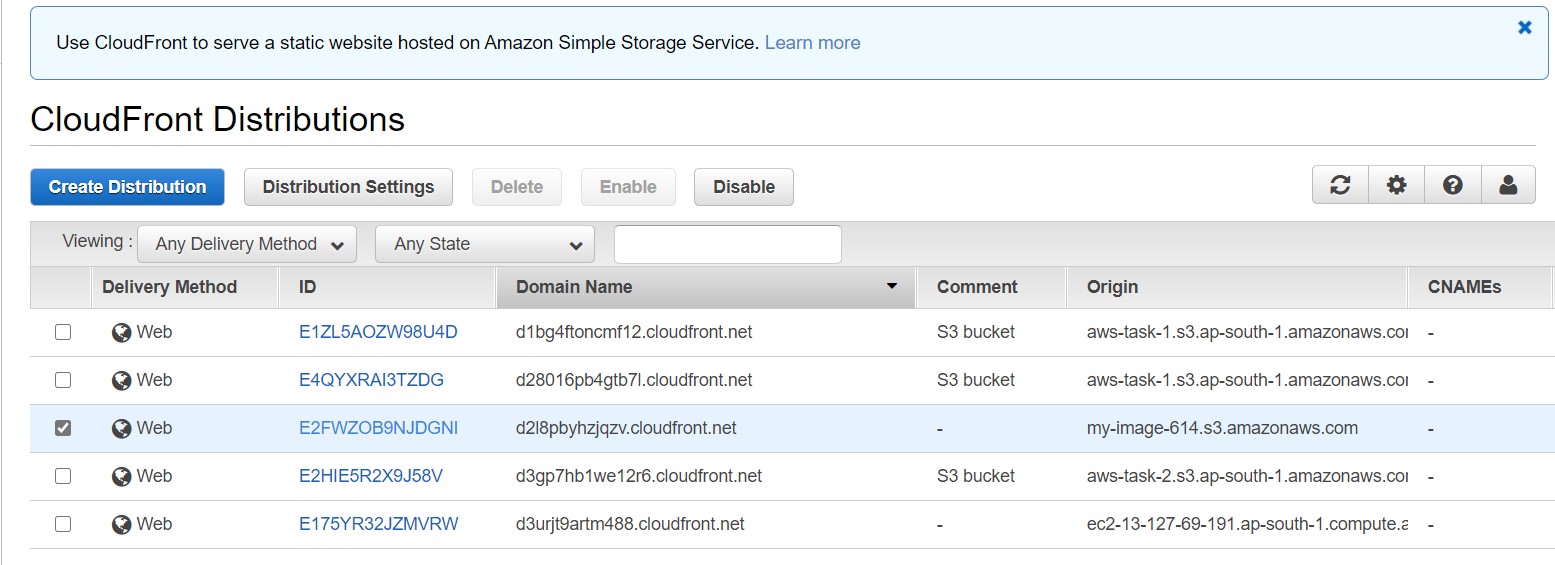 Use CloudFront to serve a static website hosted on Amazon Simple Storage Service. Learn more
CloudFront Distributions
Create Distribution Distribution Settings Delete Enable Disable
Viewing : Any Delivery Method Any State
Delivery Method ID Domain Name Comment Origin CNAMEs
Web E1ZL5AOZW98U4D d1bg4ftoncmf12.cloudfront.net S3 bucket aws-task-1.s3.ap-south-1.amazonaws.cor -
Web E4QYXRAI3TZDG d28016pb4gtb7l.cloudfront.net S3 bucket aws-task-1.s3.ap-south-1.amazonaws.cor -
Web E2FWZOB9NJDGNI d2l8pbyhzjqzv.cloudfront.net - my-image-614.s3.amazonaws.com -
Web E2HIE5R2X9J58V d3gp7hb1we12r6.cloudfront.net S3 bucket aws-task-2.s3.ap-south-1.amazonaws.cor -
Web E175YR32JZMVRW d3urjt9artm488.cloudfront.net - ec2-13-127-69-191.ap-south-1.compute.a -